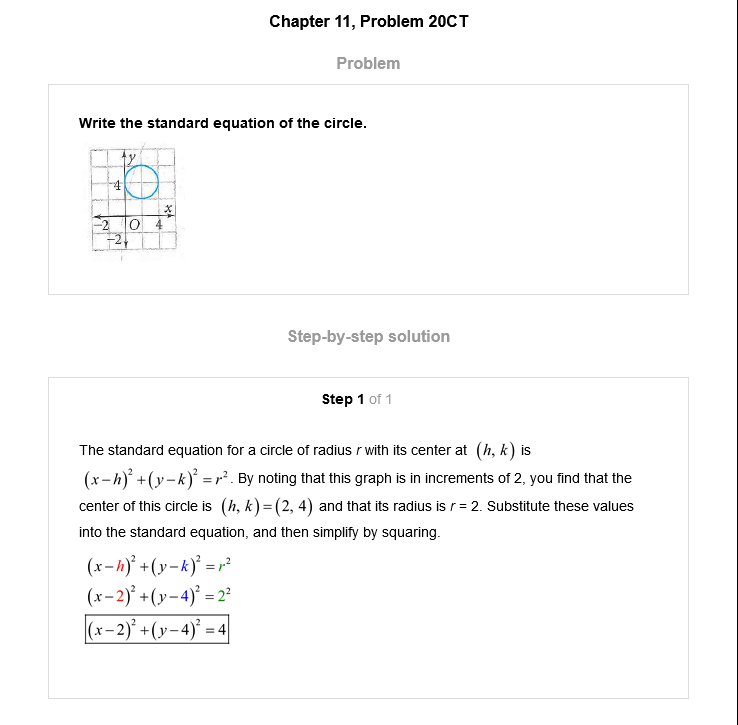 Chapter 11, Problem 20CT
Problem
Write the standard equation of the circle.
y
4
x
−2 O 4
−2
Step-by-step solution
Step 1 of 1
The standard equation for a circle of radius r with its center at (h, k) is
(x−h)² +(y−k)² = r². By noting that this graph is in increments of 2, you find that the
center of this circle is (h, k)=(2, 4) and that its radius is r = 2. Substitute these values
into the standard equation, and then simplify by squaring.
(x−h)² +(y−k)² = r²
(x−2)² +(y−4)² = 2²
(x−2)² +(y−4)² = 4